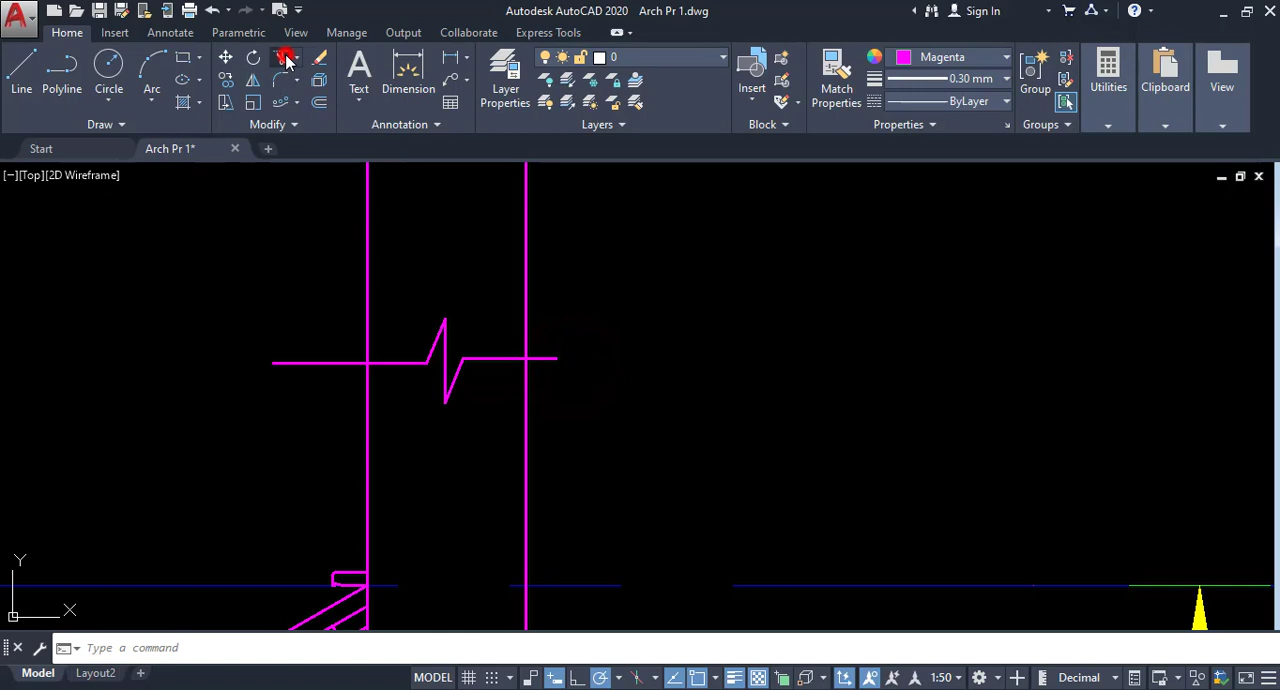 Autodesk AutoCAD 2020 Arch Pr 1.dwg
Sign In
Home Insert Annotate Parametric View Manage Output Collaborate Express Tools
Line Polyline Circle Arc
Text Dimension
Layer Properties
0
Insert
Match Properties
Magenta
0.30 mm
ByLayer
Group
Utilities Clipboard View
Draw Modify Annotation Layers Block Properties Groups
Start Arch Pr 1*
[−][Top][2D Wireframe]
Y
X
Type a command
Model Layout2
MODEL 1:50 Decimal